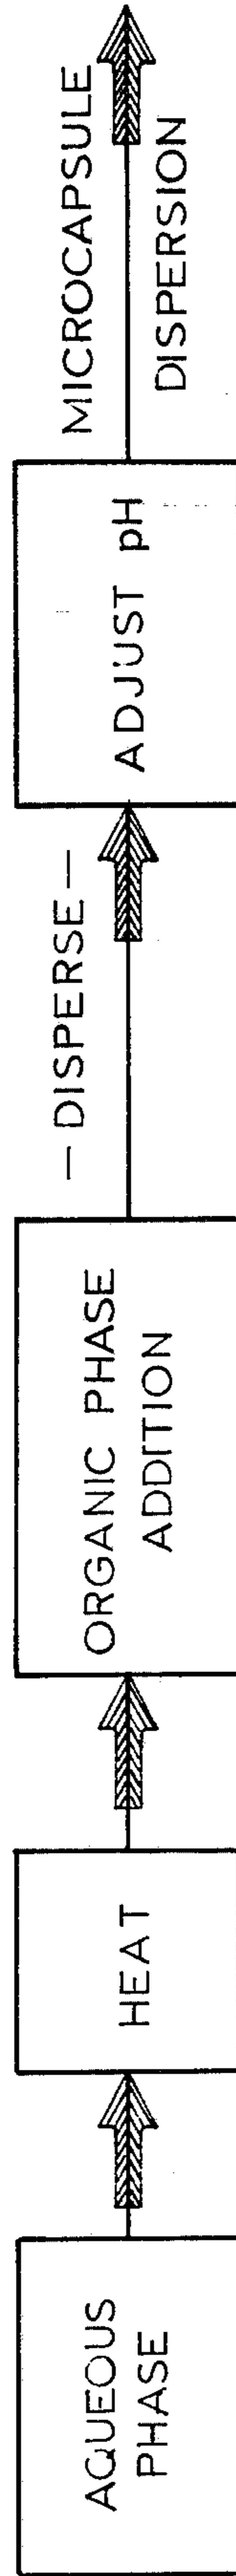 AQUEOUS
PHASE
HEAT
ORGANIC PHASE
ADDITION
— DISPERSE —
ADJUST pH
MICROCAPSULE
DISPERSION